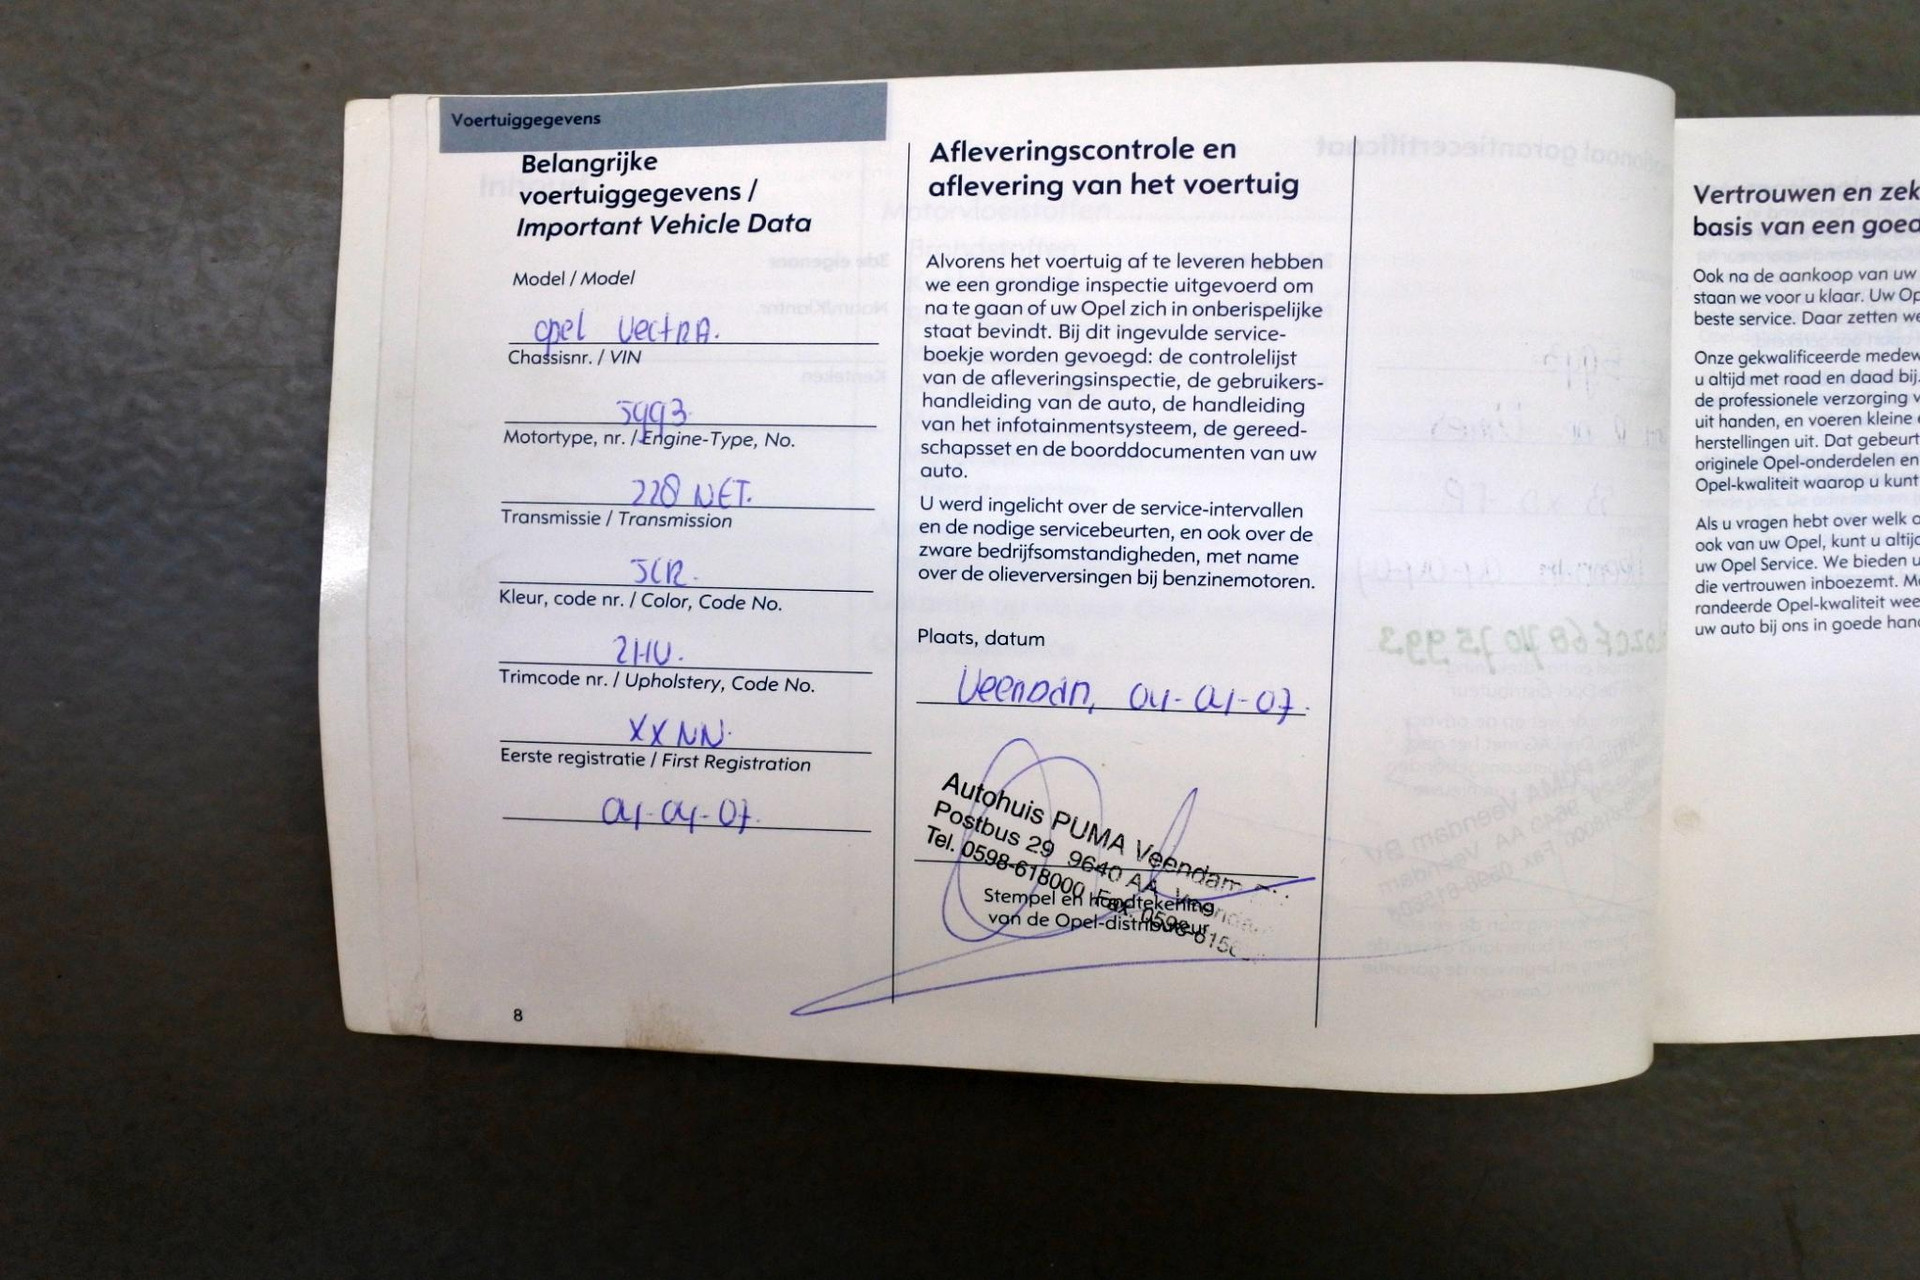 Voertuiggegevens
Belangrijke
voertuiggegevens /
Important Vehicle Data
Model / Model
opel VectRA.
Chassisnr. / VIN
5993.
Motortype, nr. / Engine-Type, No.
228 NET.
Transmissie / Transmission
5CR.
Kleur, code nr. / Color, Code No.
2HU.
Trimcode nr. / Upholstery, Code No.
XXNN.
Eerste registratie / First Registration
04-04-07.
8
Afleveringscontrole en
aflevering van het voertuig
Alvorens het voertuig af te leveren hebben
we een grondige inspectie uitgevoerd om
na te gaan of uw Opel zich in onberispelijke
staat bevindt. Bij dit ingevulde service-
boekje worden gevoegd: de controlelijst
van de afleveringsinspectie, de gebruikers-
handleiding van de auto, de handleiding
van het infotainmentsysteem, de gereed-
schapsset en de boorddocumenten van uw
auto.
U werd ingelicht over de service-intervallen
en de nodige servicebeurten, en ook over de
zware bedrijfsomstandigheden, met name
over de olieverversingen bij benzinemotoren.
Plaats, datum
Veendam, 04-04-07.
Autohuis PUMA Veendam
Postbus 29 9640 AA Veendam
Tel. 0598-618000 Fax. 0598-615
Stempel en handtekening
van de Opel-distributeur
Vertrouwen en zek
basis van een goed
Ook na de aankoop van uw
staan we voor u klaar. Uw Op
beste service. Daar zetten we
Onze gekwalificeerde medew
u altijd met raad en daad bij.
de professionele verzorging v
uit handen, en voeren kleine
herstellingen uit. Dat gebeurt
originele Opel-onderdelen en
Opel-kwaliteit waarop u kunt
Als u vragen hebt over welk o
ook van uw Opel, kunt u altijd
uw Opel Service. We bieden u
die vertrouwen inboezemt. Me
randeerde Opel-kwaliteit wee
uw auto bij ons in goede hand